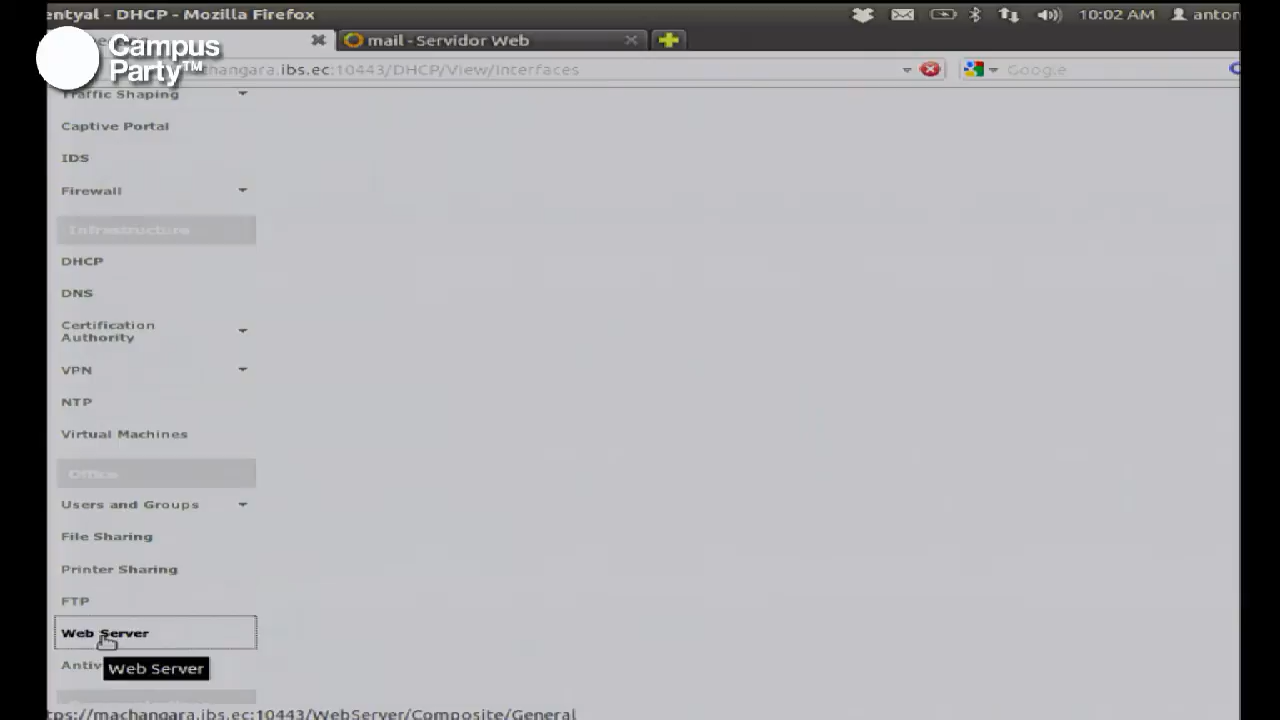 entyal - DHCP - Mozilla Firefox
10:02 AM
anton
Campus
Party™
mail - Servidor Web
machangara.ibs.ec:10443/DHCP/View/Interfaces
Google
Traffic Shaping
Captive Portal
IDS
Firewall
Infrastructure
DHCP
DNS
Certification
Authority
VPN
NTP
Virtual Machines
Office
Users and Groups
File Sharing
Printer Sharing
FTP
Web Server
Antiv
Web Server
tps://machangara.ibs.ec:10443/WebServer/Composite/General